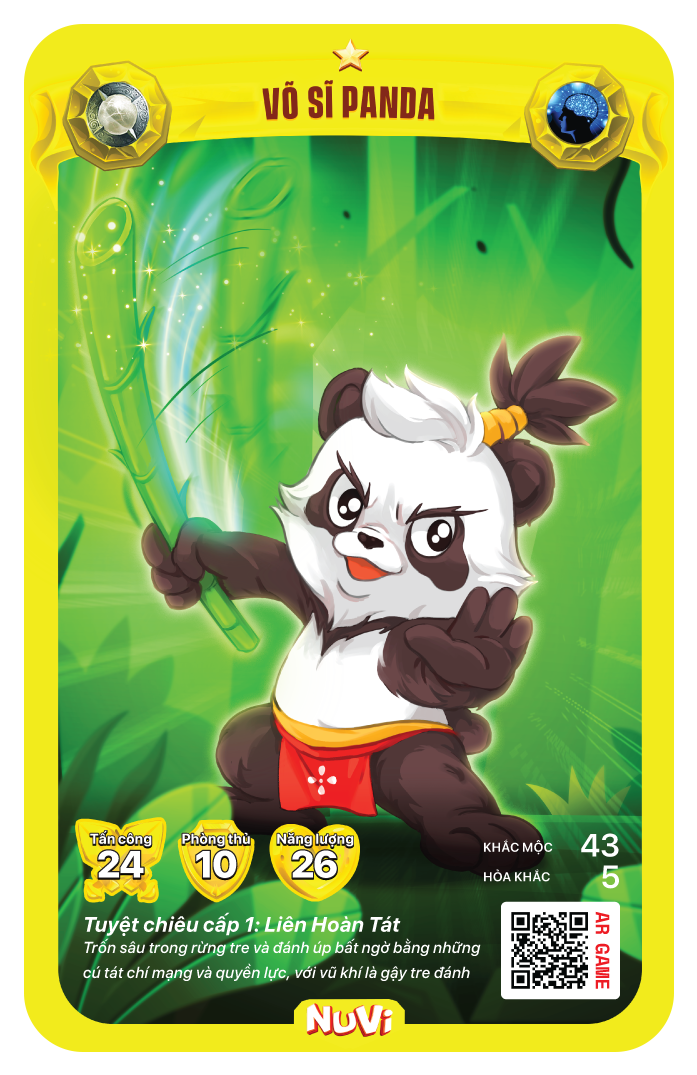 VÕ SĨ PANDA
Tấn công
24
Phòng thủ
10
Năng lượng
26
KHẮC MỘC 43
HỎA KHẮC 5
Tuyệt chiêu cấp 1: Liên Hoàn Tát
Trốn sâu trong rừng tre và đánh úp bất ngờ bằng những
cú tát chí mạng và quyền lực, với vũ khí là gậy tre đánh
AR GAME
NUVi